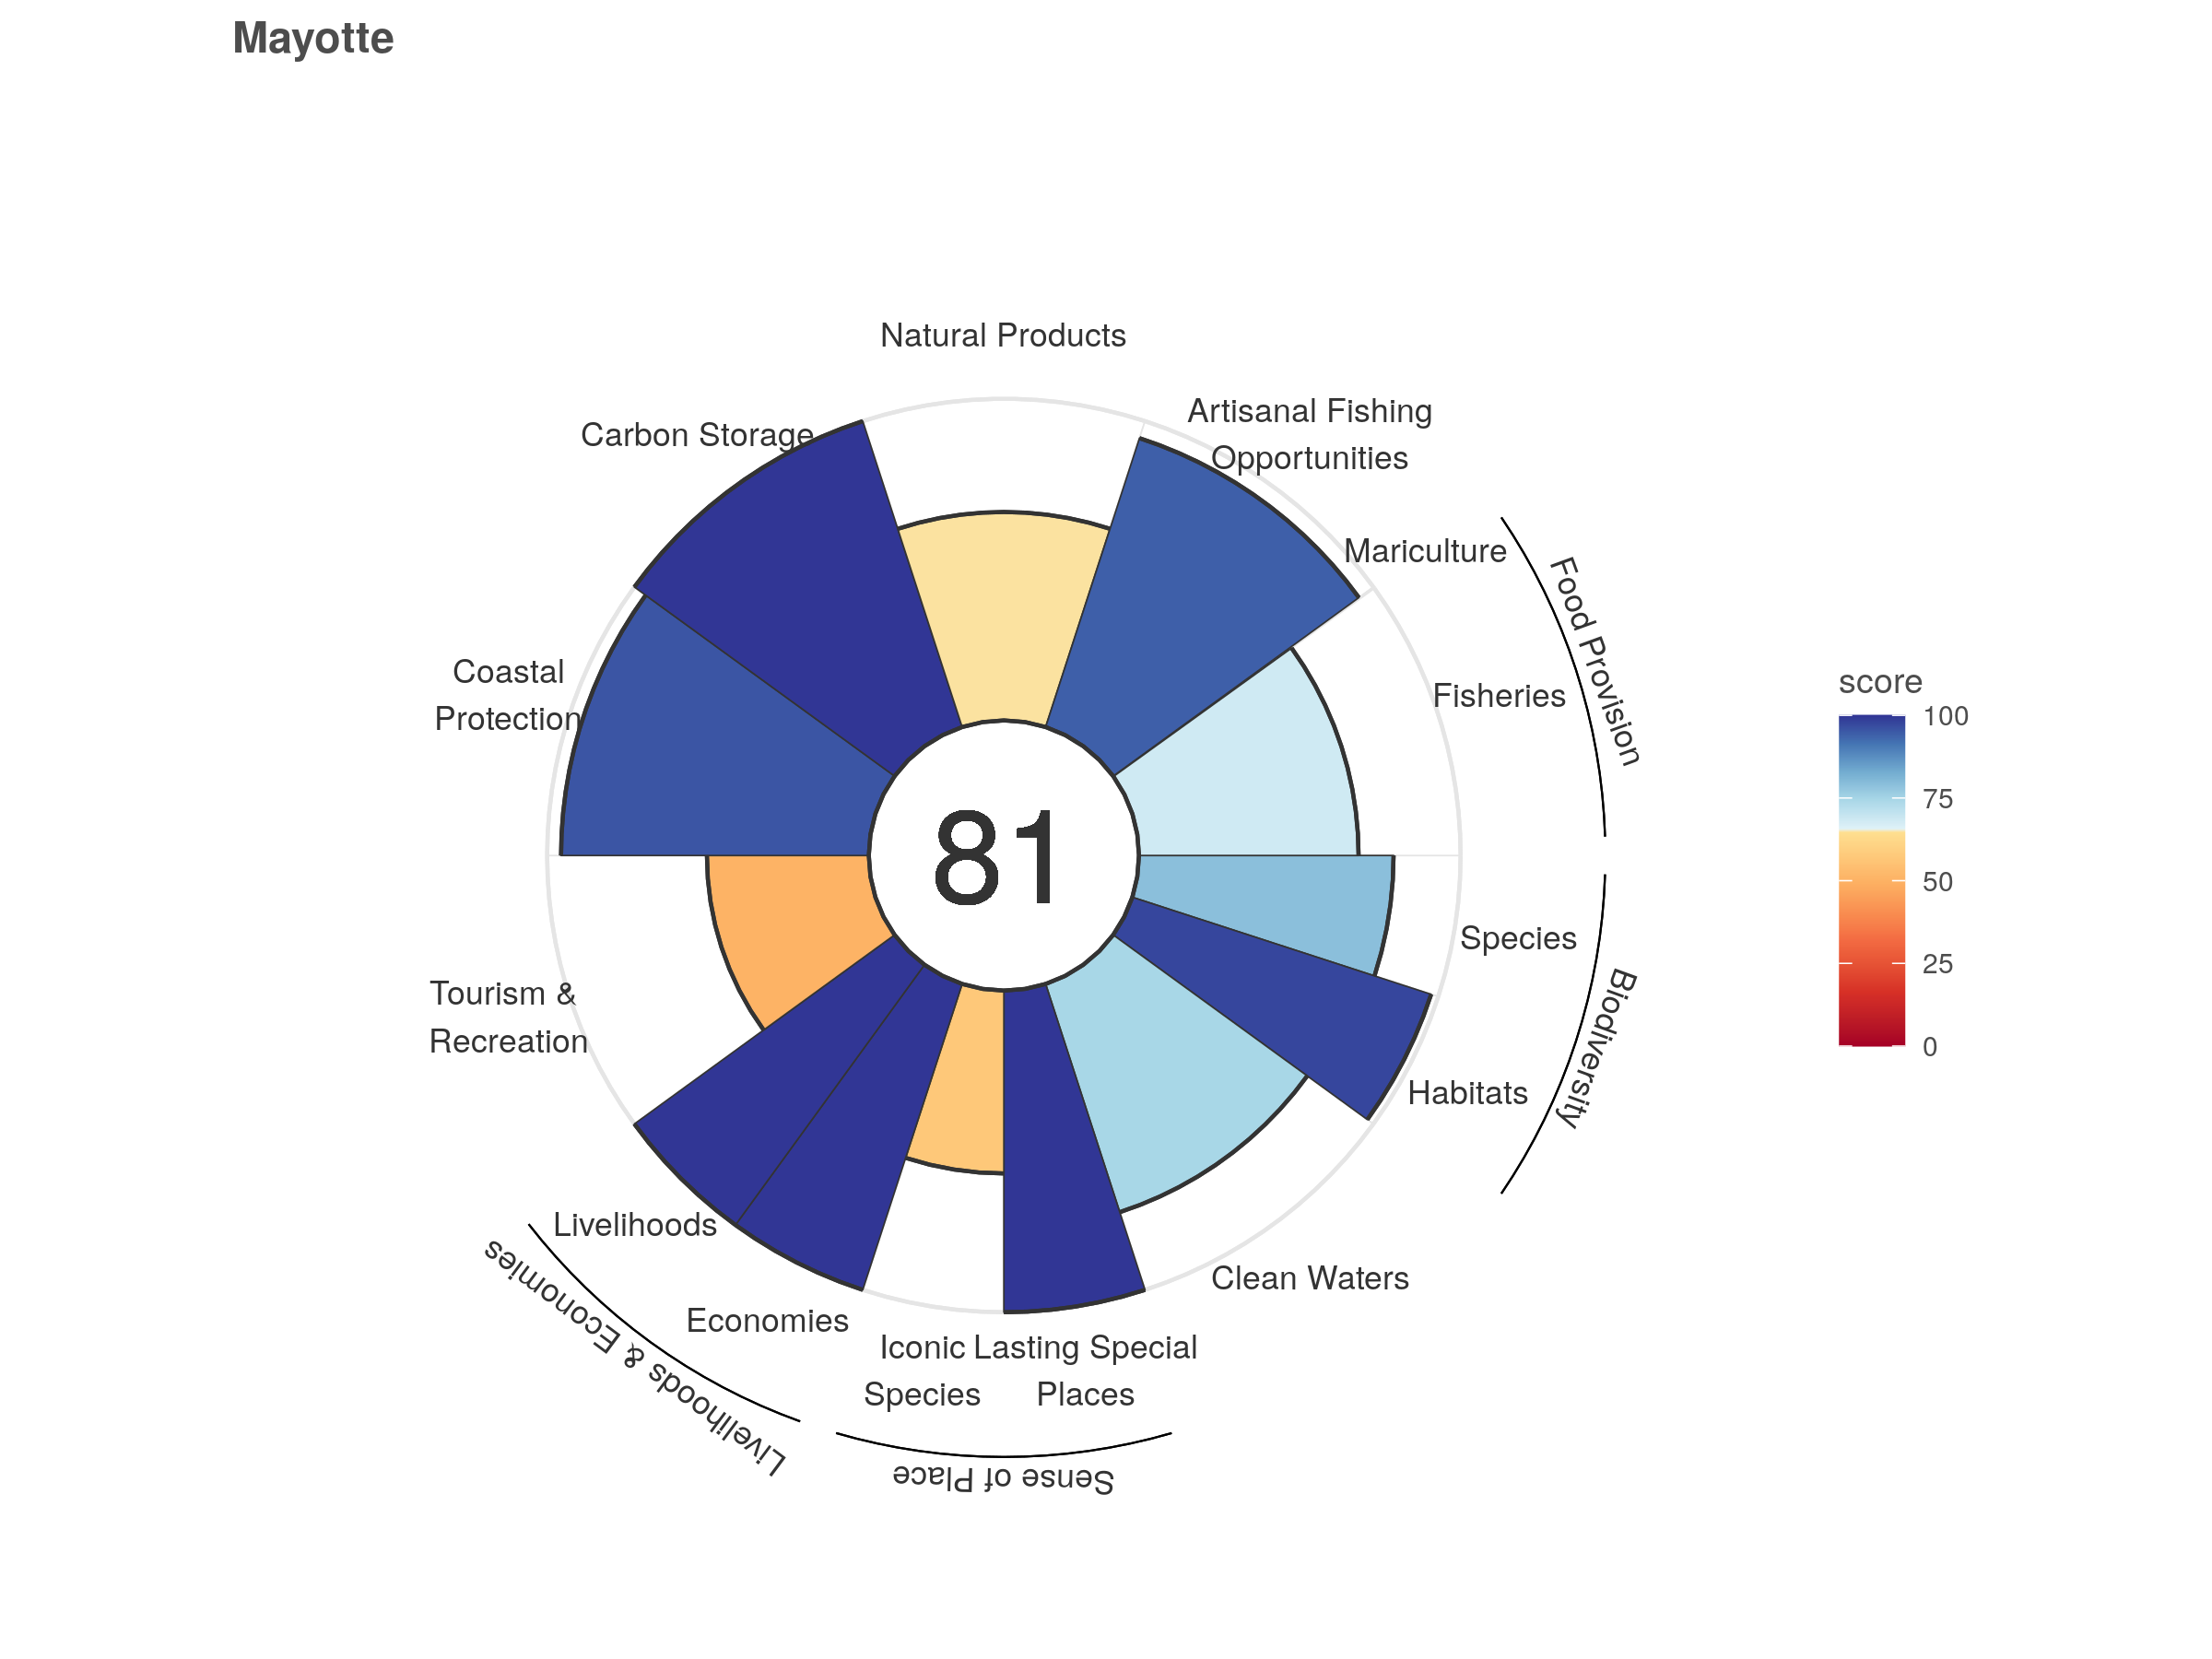 Mayotte
Natural Products
Artisanal Fishing
Opportunities
Carbon Storage
Mariculture
Food Provision
Fisheries
Coastal
Protection
81
Species
Biodiversity
Habitats
Tourism &
Recreation
Livelihoods
Clean Waters
Economies
Iconic
Species
Lasting Special
Places
Livelihoods & Economies
Sense of Place
score
100
75
50
25
0